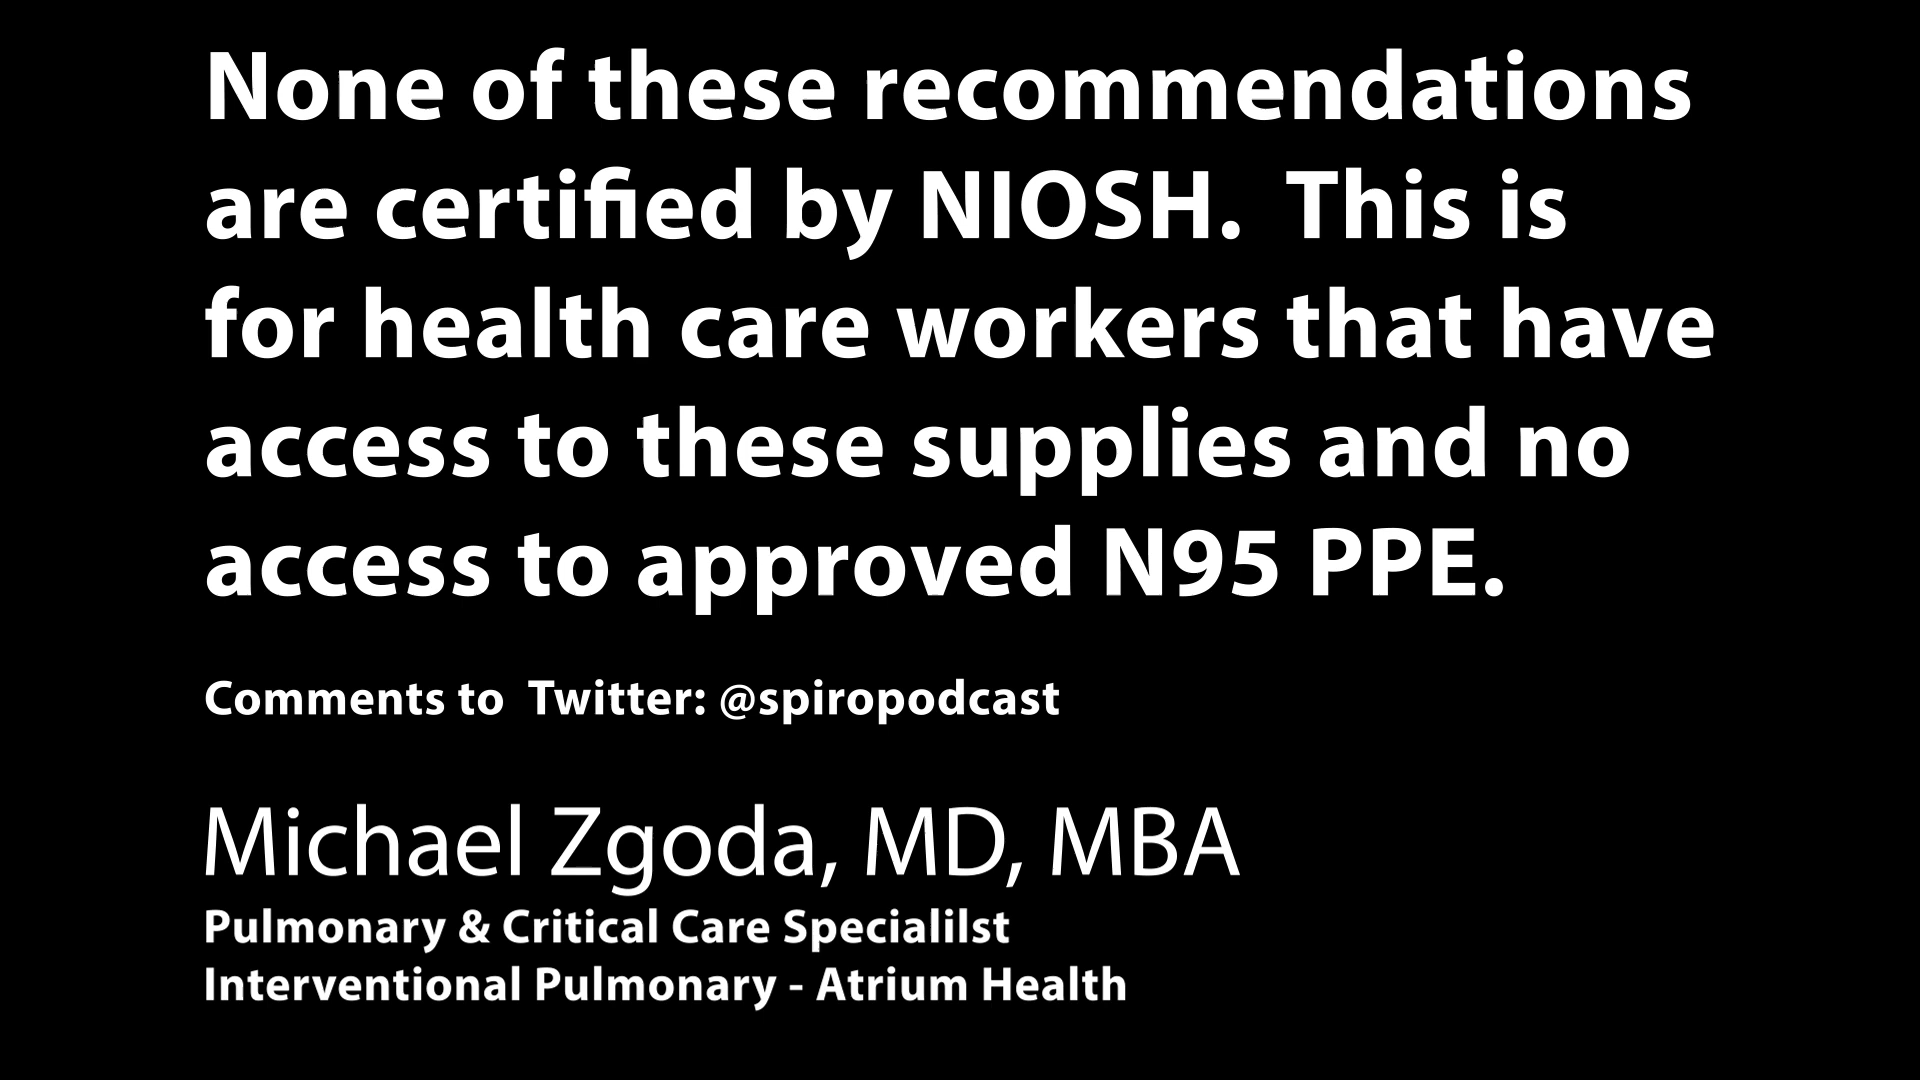 None of these recommendations
are certified by NIOSH.  This is
for health care workers that have
access to these supplies and no
access to approved N95 PPE.
Comments to  Twitter: @spiropodcast
Michael Zgoda, MD, MBA
Pulmonary & Critical Care Specialilst
Interventional Pulmonary - Atrium Health